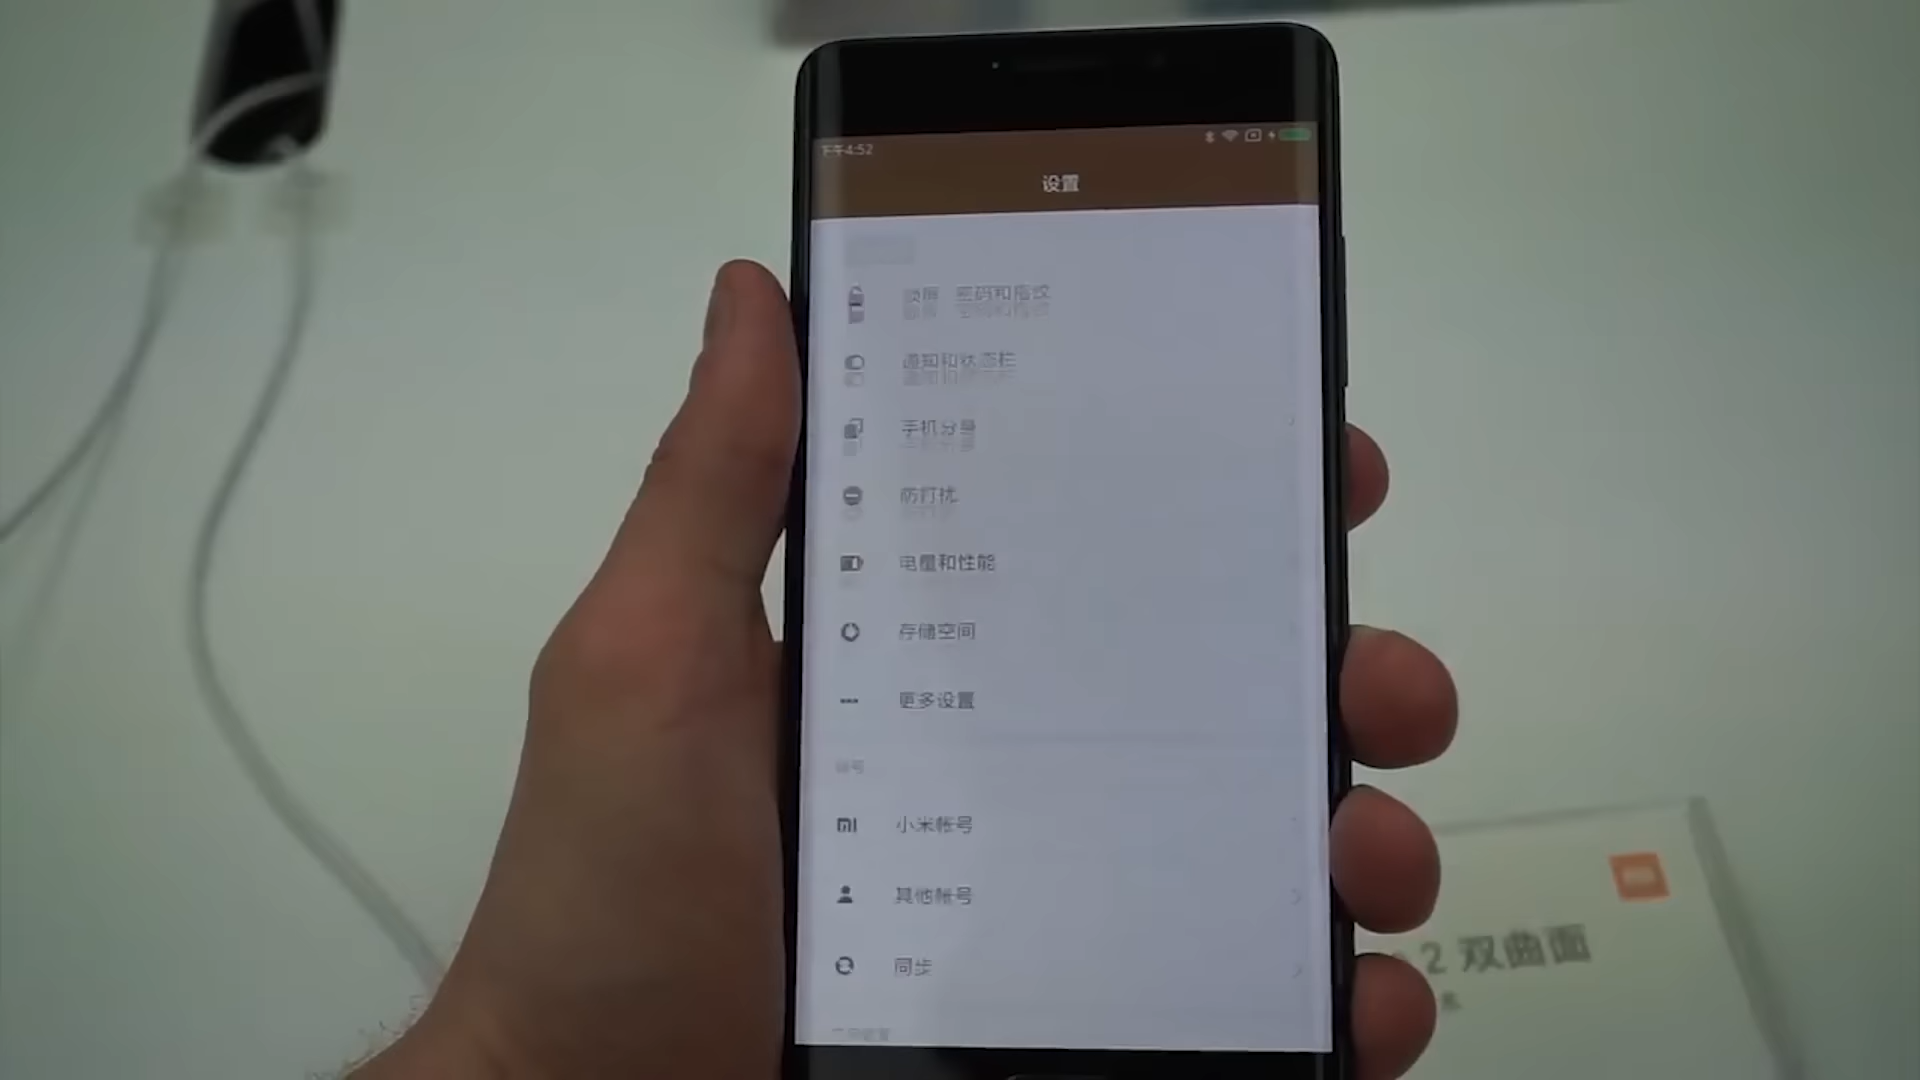 下午4:52
设置
锁屏、密码和指纹
通知和状态栏
手机分身
防打扰
电量和性能
存储空间
更多设置
帐号
小米帐号
其他帐号
同步
2 双曲面